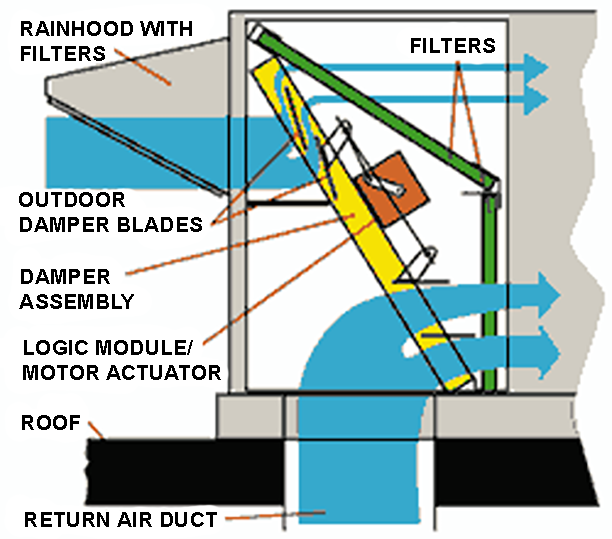 RAINHOOD WITH
FILTERS
FILTERS
OUTDOOR
DAMPER BLADES
DAMPER
ASSEMBLY
LOGIC MODULE/
MOTOR ACTUATOR
ROOF
RETURN AIR DUCT